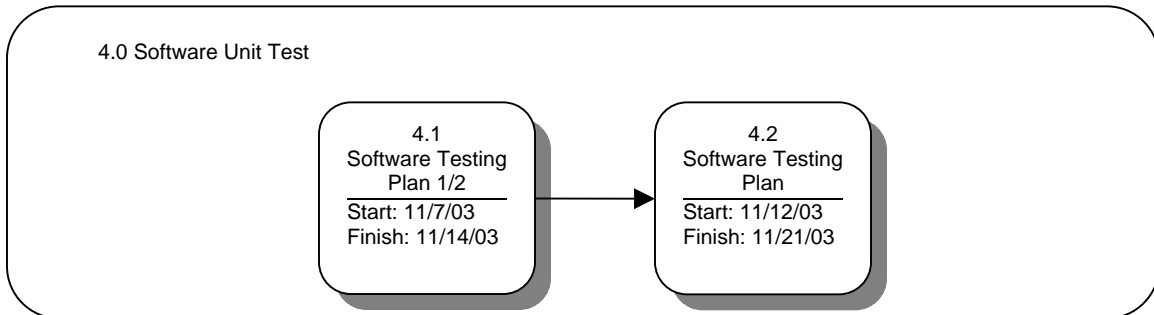 4.0 Software Unit Test
4.1
Software Testing
Plan 1/2
Start: 11/7/03
Finish: 11/14/03
4.2
Software Testing
Plan
Start: 11/12/03
Finish: 11/21/03